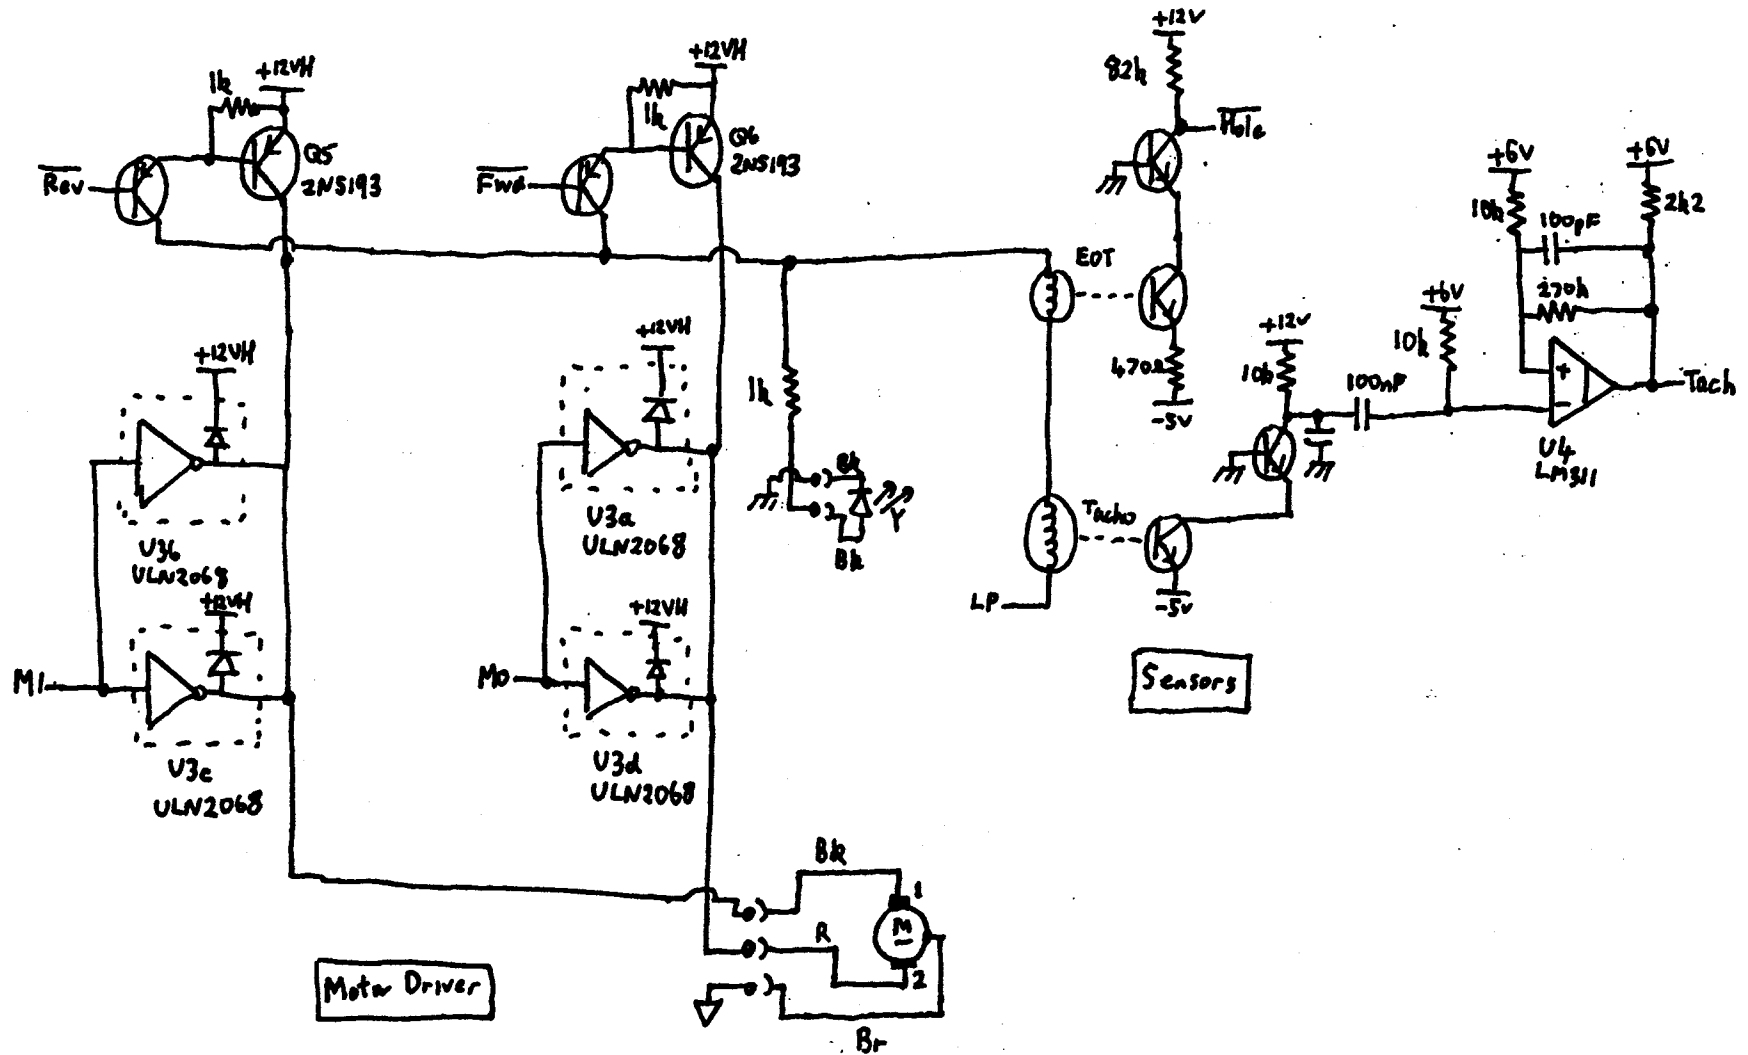 +12VH
1k
Q5
2N5193
Rev
+12VH
1k
Q6
2N5193
Fwd
+12V
82k
Hole
EOT
470Ω
-5v
+6V
10k
100pF
+6V
2k2
270k
+6V
10k
+12v
10k
100nF
+
-
Tach
U4
LM311
Tacho
-5v
LP
Sensors
+12VH
U3b
ULN2068
+12VH
M1
U3c
ULN2068
+12VH
U3a
ULN2068
+12VH
M0
U3d
ULN2068
1k
Bk
Y
Bk
Bk
1
R
M
2
Br
Motor Driver